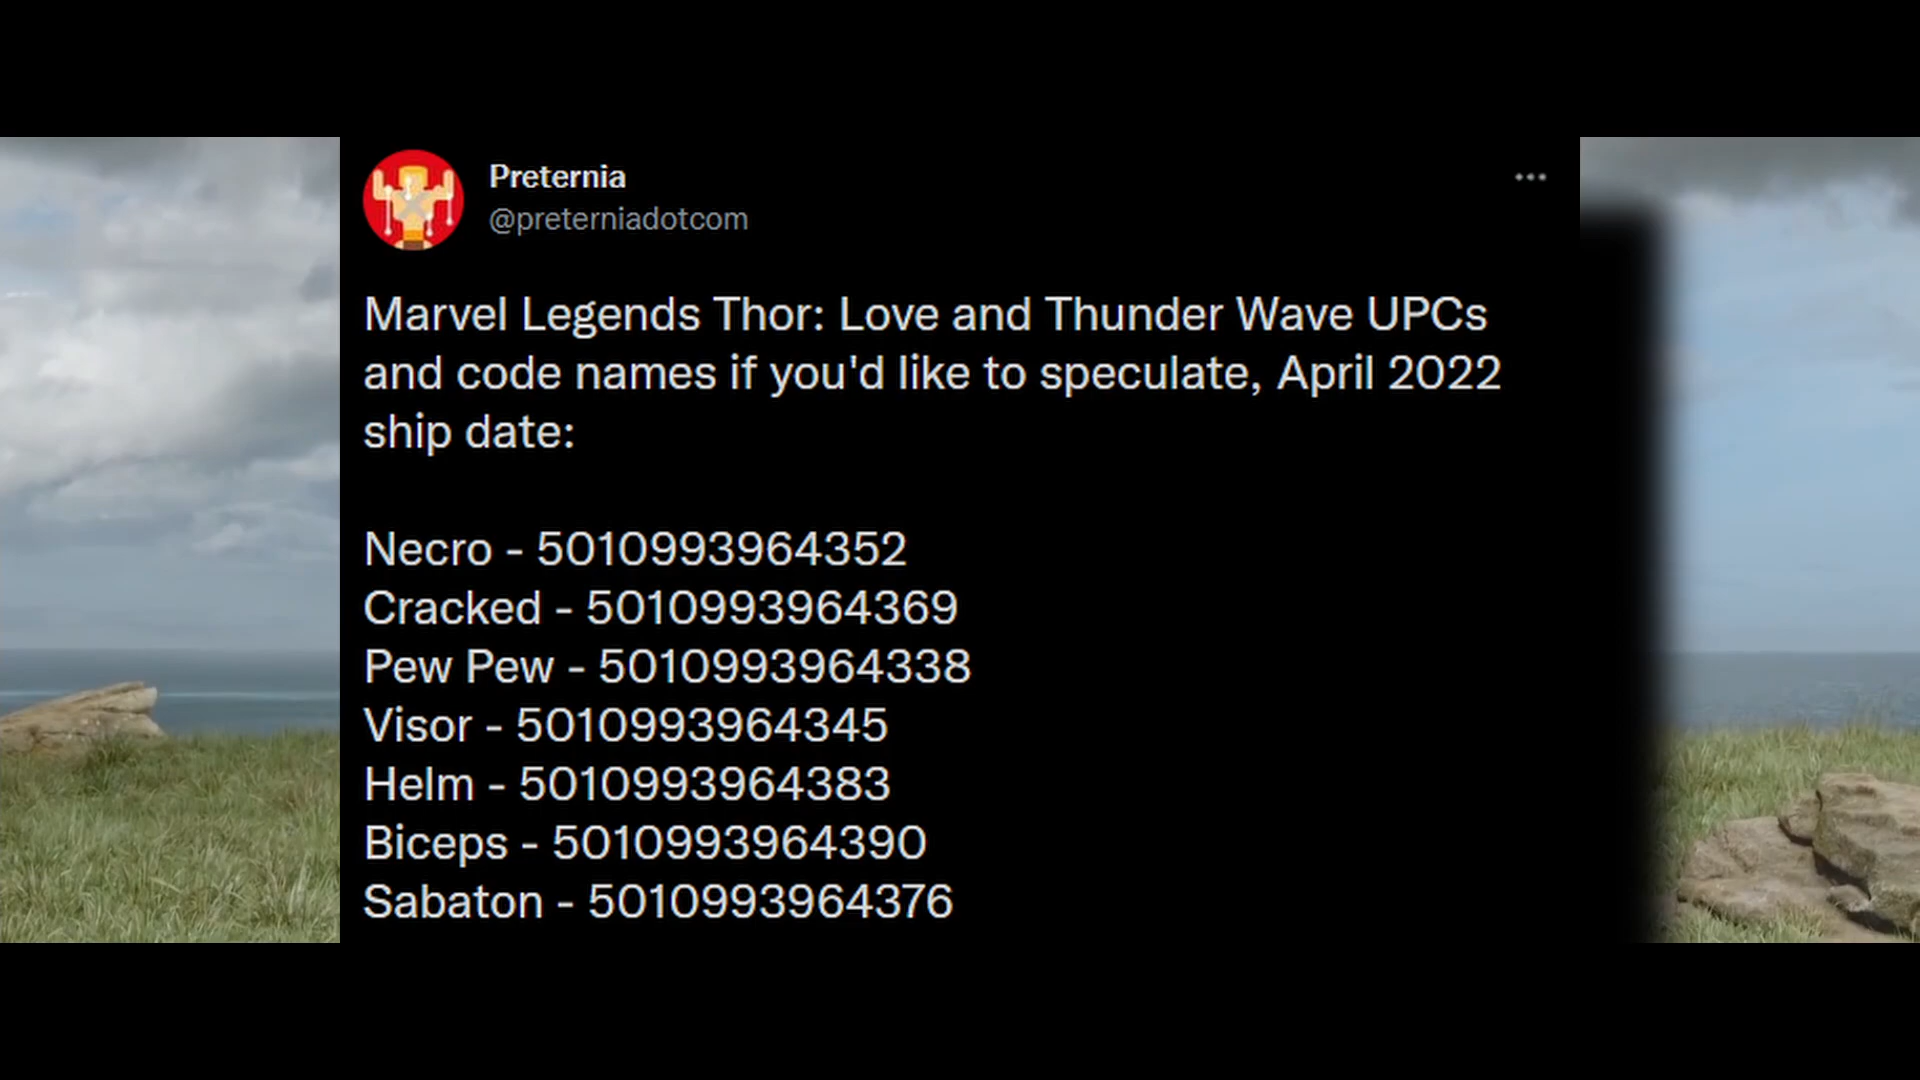 Preternia
@preterniadotcom
Marvel Legends Thor: Love and Thunder Wave UPCs
and code names if you'd like to speculate, April 2022
ship date:
Necro - 5010993964352
Cracked - 5010993964369
Pew Pew - 5010993964338
Visor - 5010993964345
Helm - 5010993964383
Biceps - 5010993964390
Sabaton - 5010993964376